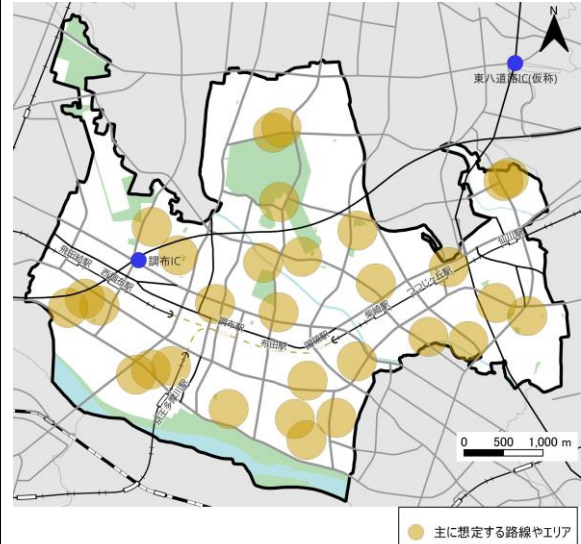 N
東八道路IC(仮称)
仙川駅
調布IC
飛田給駅
西調布駅
つつじヶ丘駅
柴崎駅
調布駅
布田駅
国領駅
京王多摩川駅
0 500 1,000 m
主に想定する路線やエリア